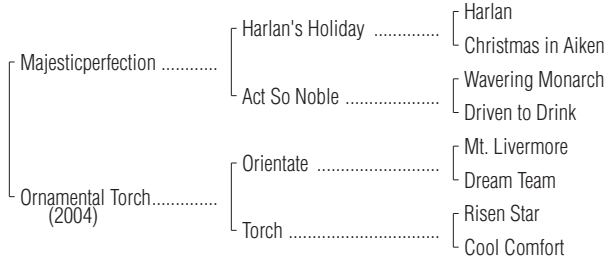 Harlan
Harlan's Holiday ..............
Christmas in Aiken
Majesticperfection ............
Wavering Monarch
Act So Noble ....................
Driven to Drink
Mt. Livermore
Orientate ..........................
Dream Team
Ornamental Torch..............
(2004)
Risen Star
Torch ................................
Cool Comfort